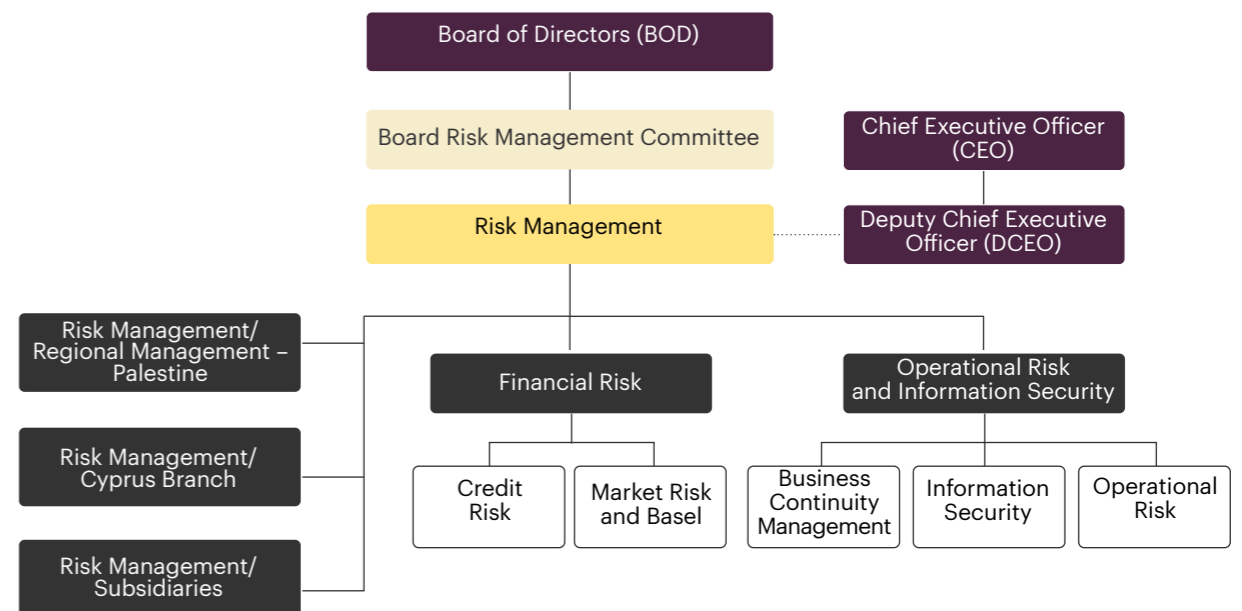 Board of Directors (BOD)
Board Risk Management Committee
Chief Executive Officer
(CEO)
Risk Management
Deputy Chief Executive
Officer (DCEO)
Risk Management/
Regional Management –
Palestine
Financial Risk
Operational Risk
and Information Security
Risk Management/
Cyprus Branch
Credit
Risk
Market Risk
and Basel
Business
Continuity
Management
Information
Security
Operational
Risk
Risk Management/
Subsidiaries